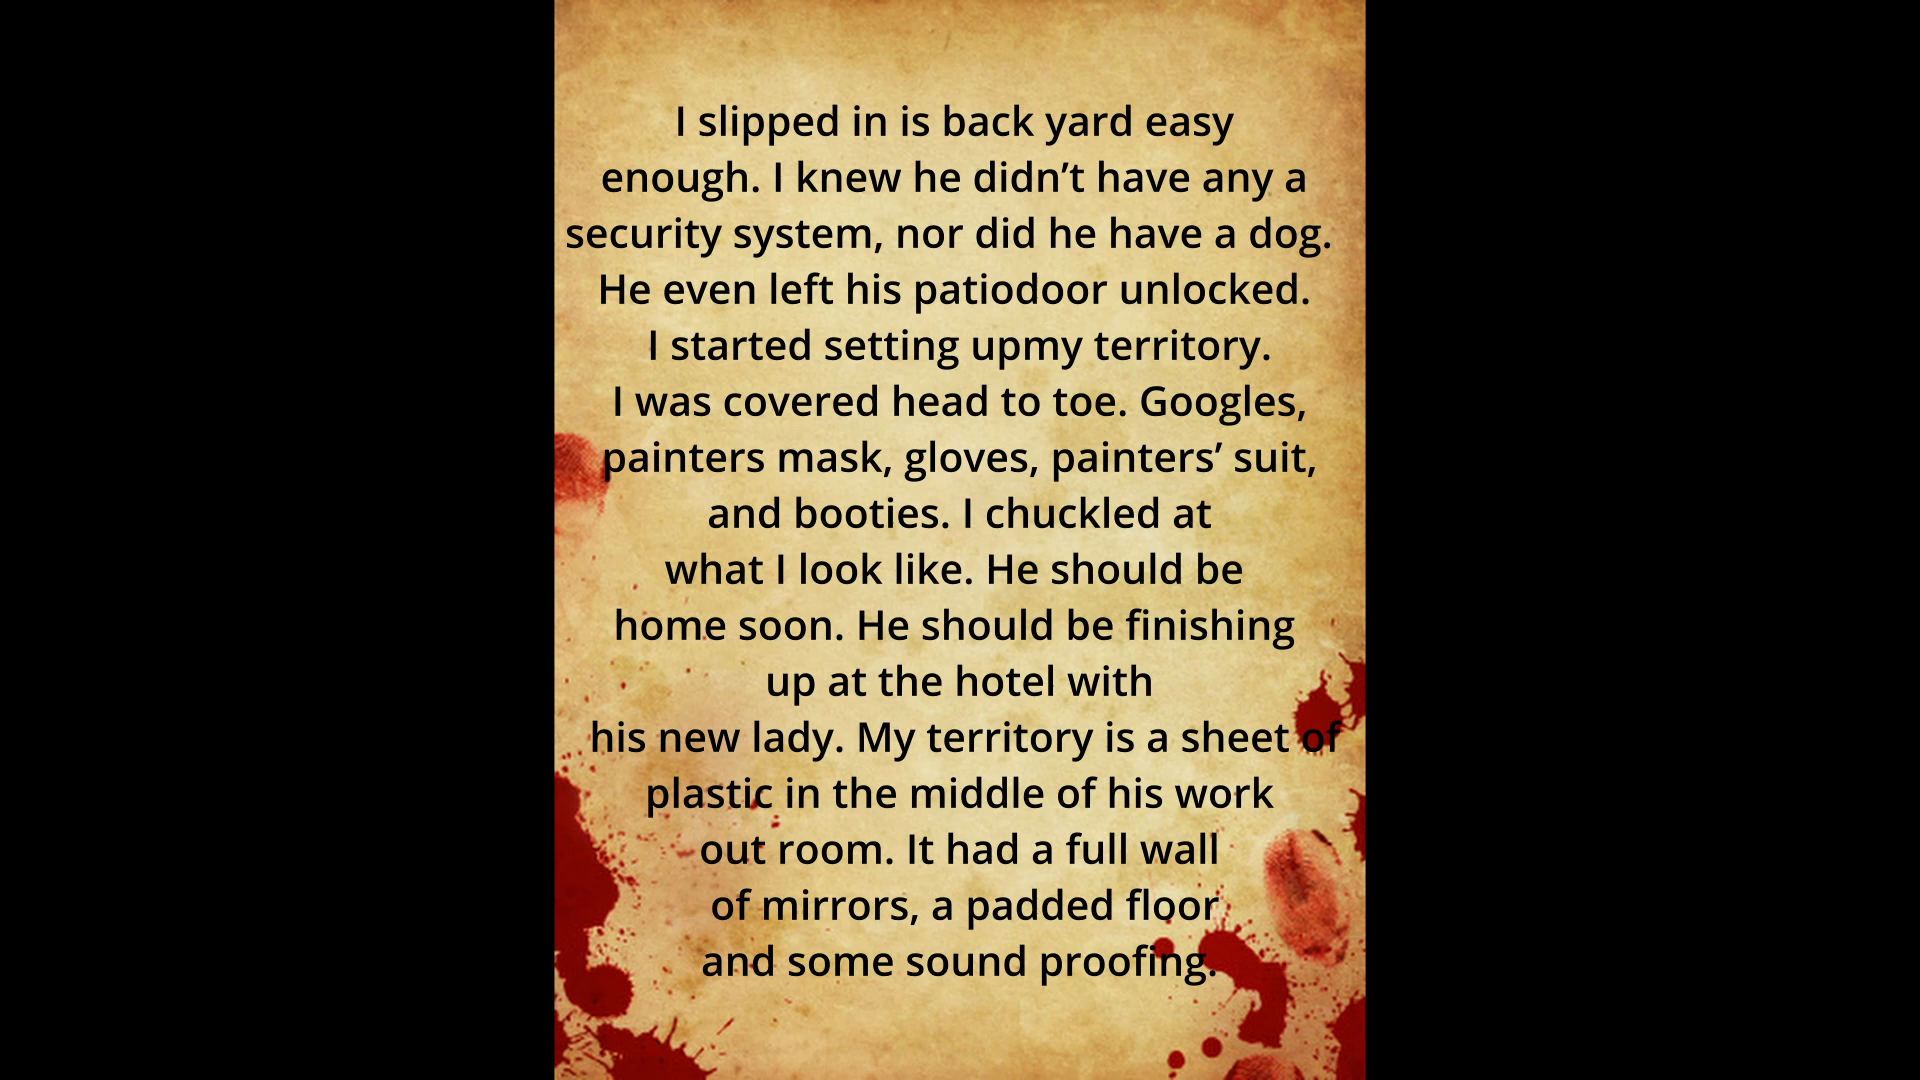 I slipped in is back yard easy
enough. I knew he didn’t have any a
security system, nor did he have a dog.
He even left his patiodoor unlocked.
I started setting upmy territory.
I was covered head to toe. Googles,
painters mask, gloves, painters’ suit,
and booties. I chuckled at
what I look like. He should be
home soon. He should be finishing
up at the hotel with
his new lady. My territory is a sheet of
plastic in the middle of his work
out room. It had a full wall
of mirrors, a padded floor
and some sound proofing.